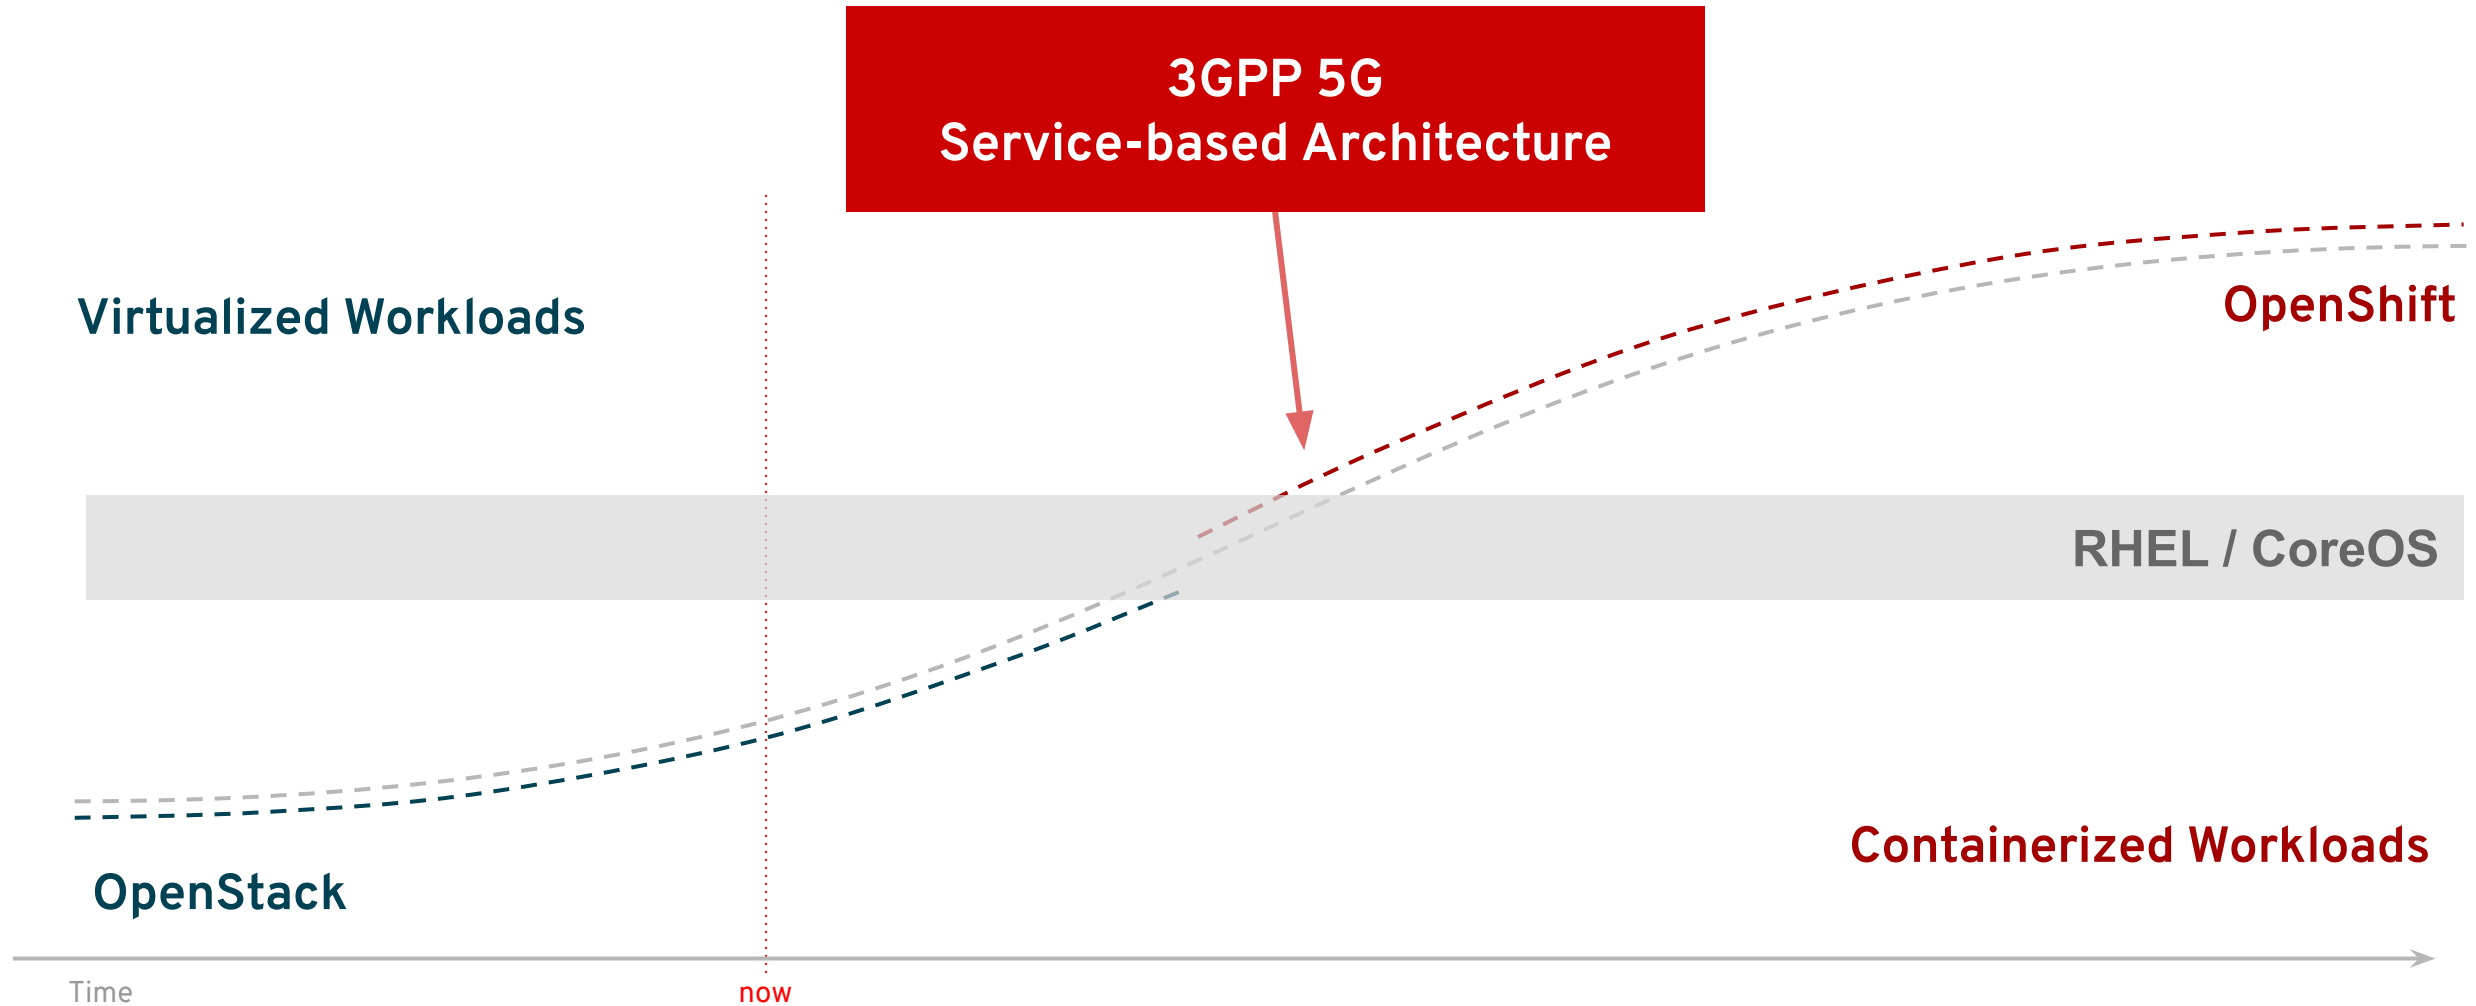 3GPP 5G
Service-based Architecture
Virtualized Workloads
OpenShift
RHEL / CoreOS
Containerized Workloads
OpenStack
Time
now